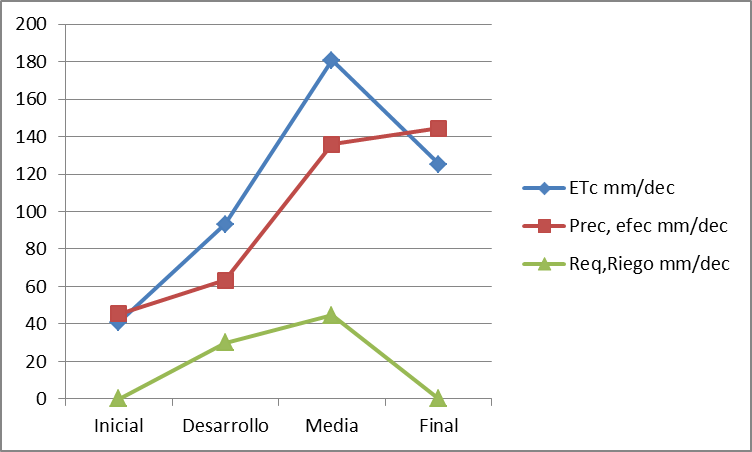 200
180
160
140
120
100
80
60
40
20
0
Inicial Desarrollo Media Final
ETc mm/dec
Prec, efec mm/dec
Req,Riego mm/dec